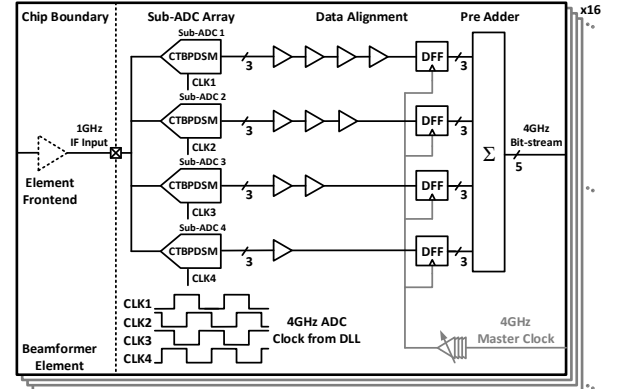 Chip Boundary
Sub-ADC Array
Data Alignment
Pre Adder
x16
Sub-ADC 1
CTBPDSM
3
DFF
3
CLK1
Sub-ADC 2
CTBPDSM
3
DFF
3
CLK2
1GHz
IF Input
4GHz
Bit-stream
Σ
5
Element
Frontend
Sub-ADC 3
CTBPDSM
3
DFF
3
CLK3
Sub-ADC 4
CTBPDSM
3
DFF
3
CLK4
CLK1
CLK2
CLK3
CLK4
4GHz ADC
Clock from DLL
4GHz
Master Clock
Beamformer
Element